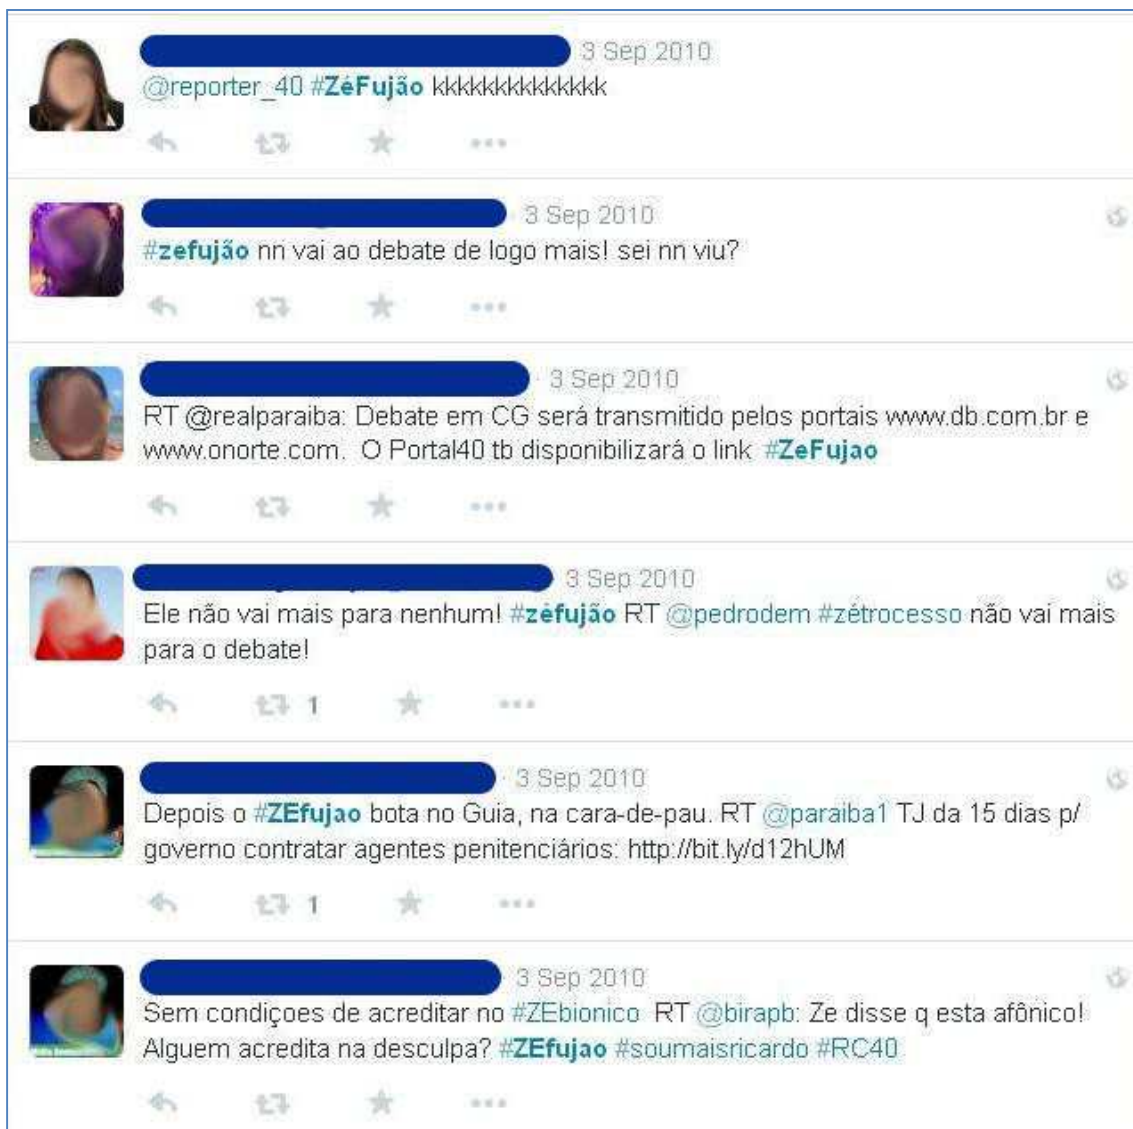 3 Sep 2010
@reporter_40 #ZéFujão kkkkkkkkkkkkkk
3 Sep 2010
#zefujão nn vai ao debate de logo mais! sei nn viu?
3 Sep 2010
RT @realparaiba: Debate em CG será transmitido pelos portais www.db.com.br e
www.onorte.com. O Portal40 tb disponibilizará o link #ZeFujao
3 Sep 2010
Ele não vai mais para nenhum! #zéfujão RT @pedrodem #zétrocesso não vai mais
para o debate!
1
3 Sep 2010
Depois o #ZEfujao bota no Guia, na cara-de-pau. RT @paraiba1 TJ da 15 dias p/
governo contratar agentes penitenciários: http://bit.ly/d12hUM
1
3 Sep 2010
Sem condiçoes de acreditar no #ZEbionico RT @birapb: Ze disse q esta afônico!
Alguem acredita na desculpa? #ZEfujao #soumaisricardo #RC40